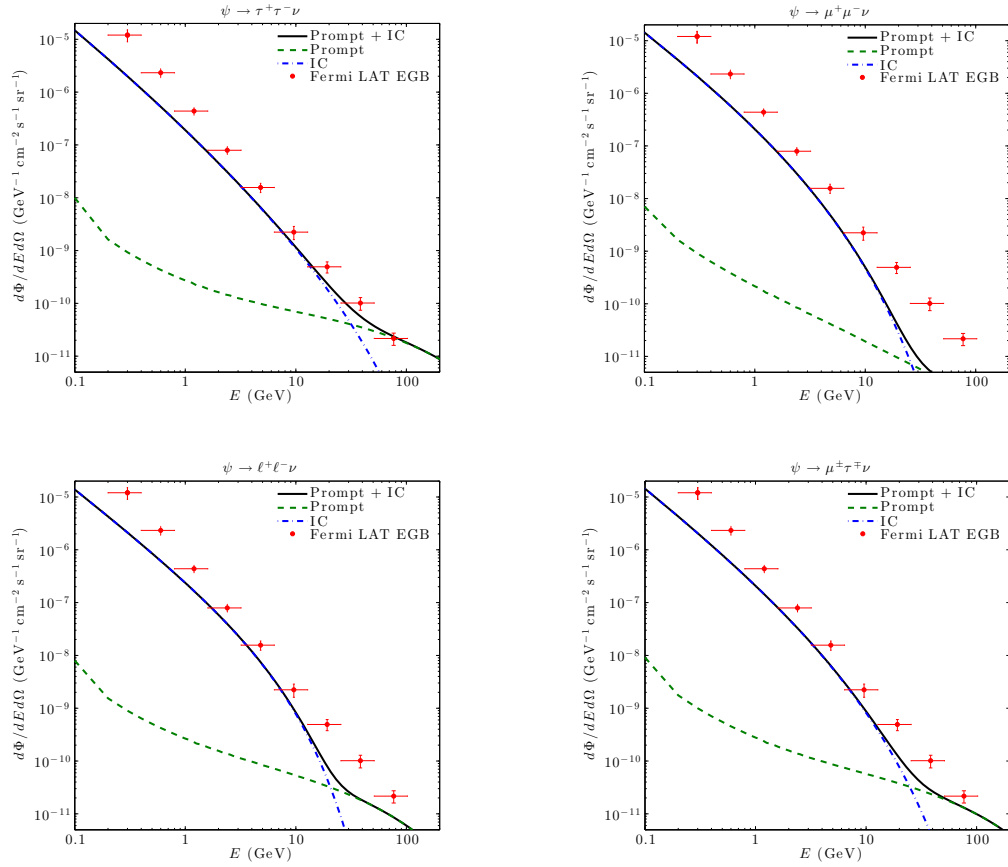 ψ → τ⁺τ⁻ν
Prompt + IC
Prompt
IC
Fermi LAT EGB
10⁻⁵
10⁻⁶
10⁻⁷
10⁻⁸
10⁻⁹
10⁻¹⁰
10⁻¹¹
dΦ/dEdΩ (GeV⁻¹ cm⁻² s⁻¹ sr⁻¹)
0.1 1 10 100
E (GeV)
ψ → μ⁺μ⁻ν
Prompt + IC
Prompt
IC
Fermi LAT EGB
10⁻⁵
10⁻⁶
10⁻⁷
10⁻⁸
10⁻⁹
10⁻¹⁰
10⁻¹¹
dΦ/dEdΩ (GeV⁻¹ cm⁻² s⁻¹ sr⁻¹)
0.1 1 10 100
E (GeV)
ψ → ℓ⁺ℓ⁻ν
Prompt + IC
Prompt
IC
Fermi LAT EGB
10⁻⁵
10⁻⁶
10⁻⁷
10⁻⁸
10⁻⁹
10⁻¹⁰
10⁻¹¹
dΦ/dEdΩ (GeV⁻¹ cm⁻² s⁻¹ sr⁻¹)
0.1 1 10 100
E (GeV)
ψ → μ±τ∓ν
Prompt + IC
Prompt
IC
Fermi LAT EGB
10⁻⁵
10⁻⁶
10⁻⁷
10⁻⁸
10⁻⁹
10⁻¹⁰
10⁻¹¹
dΦ/dEdΩ (GeV⁻¹ cm⁻² s⁻¹ sr⁻¹)
0.1 1 10 100
E (GeV)